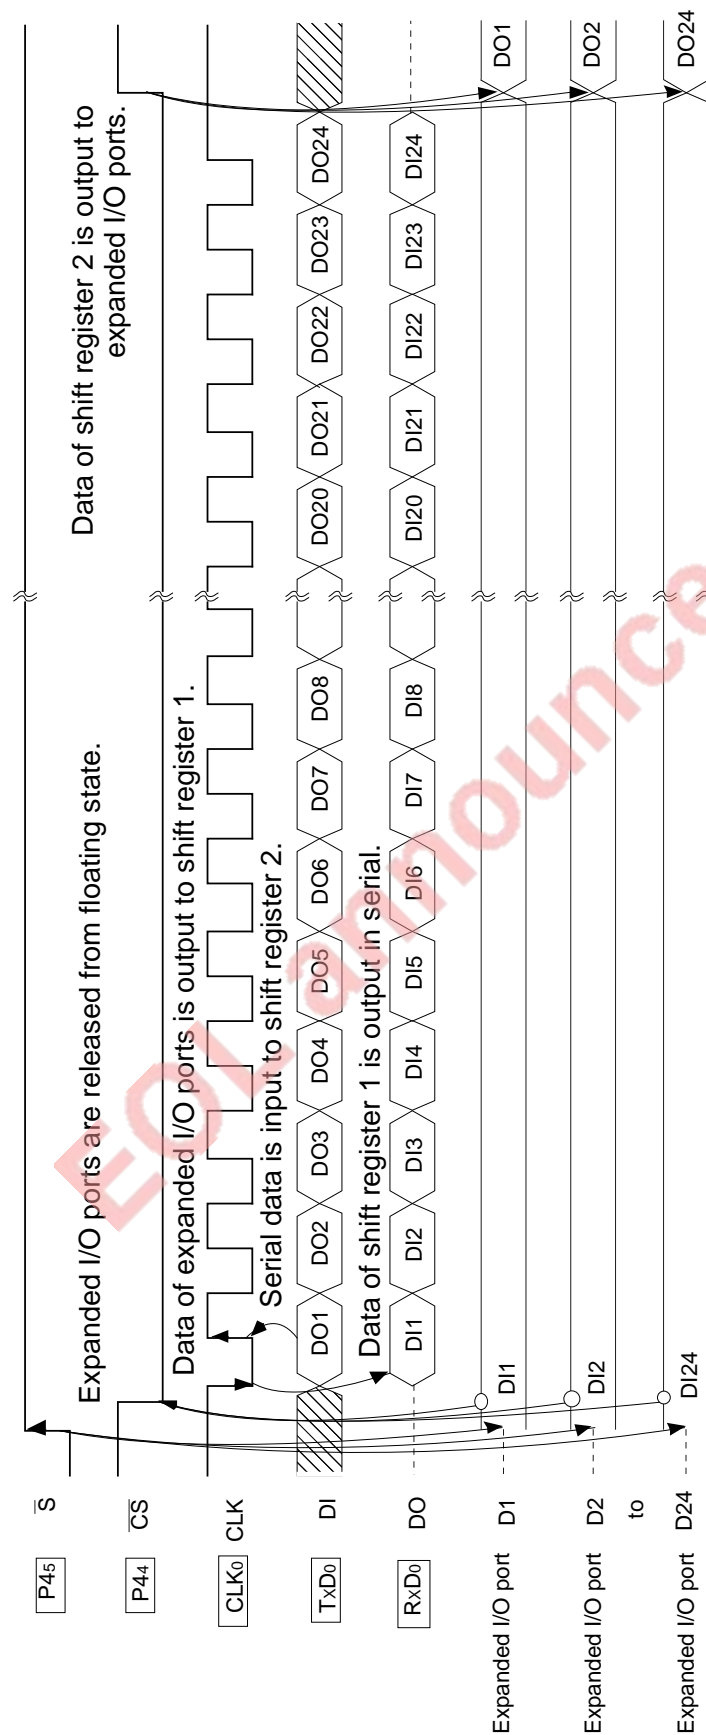 P45 S
P44 CS
CLK0 CLK
TxD0 DI
RxD0 DO
Expanded I/O port D1
Expanded I/O port D2
to
Expanded I/O port D24
Expanded I/O ports are released from floating state.
Data of expanded I/O ports is output to shift register 1.
Serial data is input to shift register 2.
Data of shift register 1 is output in serial.
Data of shift register 2 is output to
expanded I/O ports.
DO1 DO2 DO3 DO4 DO5 DO6 DO7 DO8 DO20 DO21 DO22 DO23 DO24
DI1 DI2 DI3 DI4 DI5 DI6 DI7 DI8 DI20 DI21 DI22 DI23 DI24
DI1 DO1
DI2 DO2
DI24 DO24
EOL announce